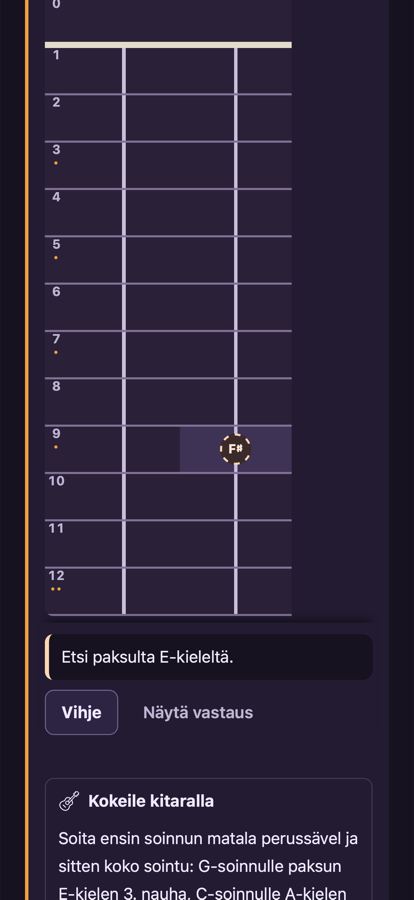 0
1
2
3
4
5
6
7
8
9
F#
10
11
12
Etsi paksulta E-kieleltä.
Vihje
Näytä vastaus
Kokeile kitaralla
Soita ensin soinnun matala perussävel ja
sitten koko sointu: G-soinnulle paksun
E-kielen 3. nauha, C-soinnulle A-kielen